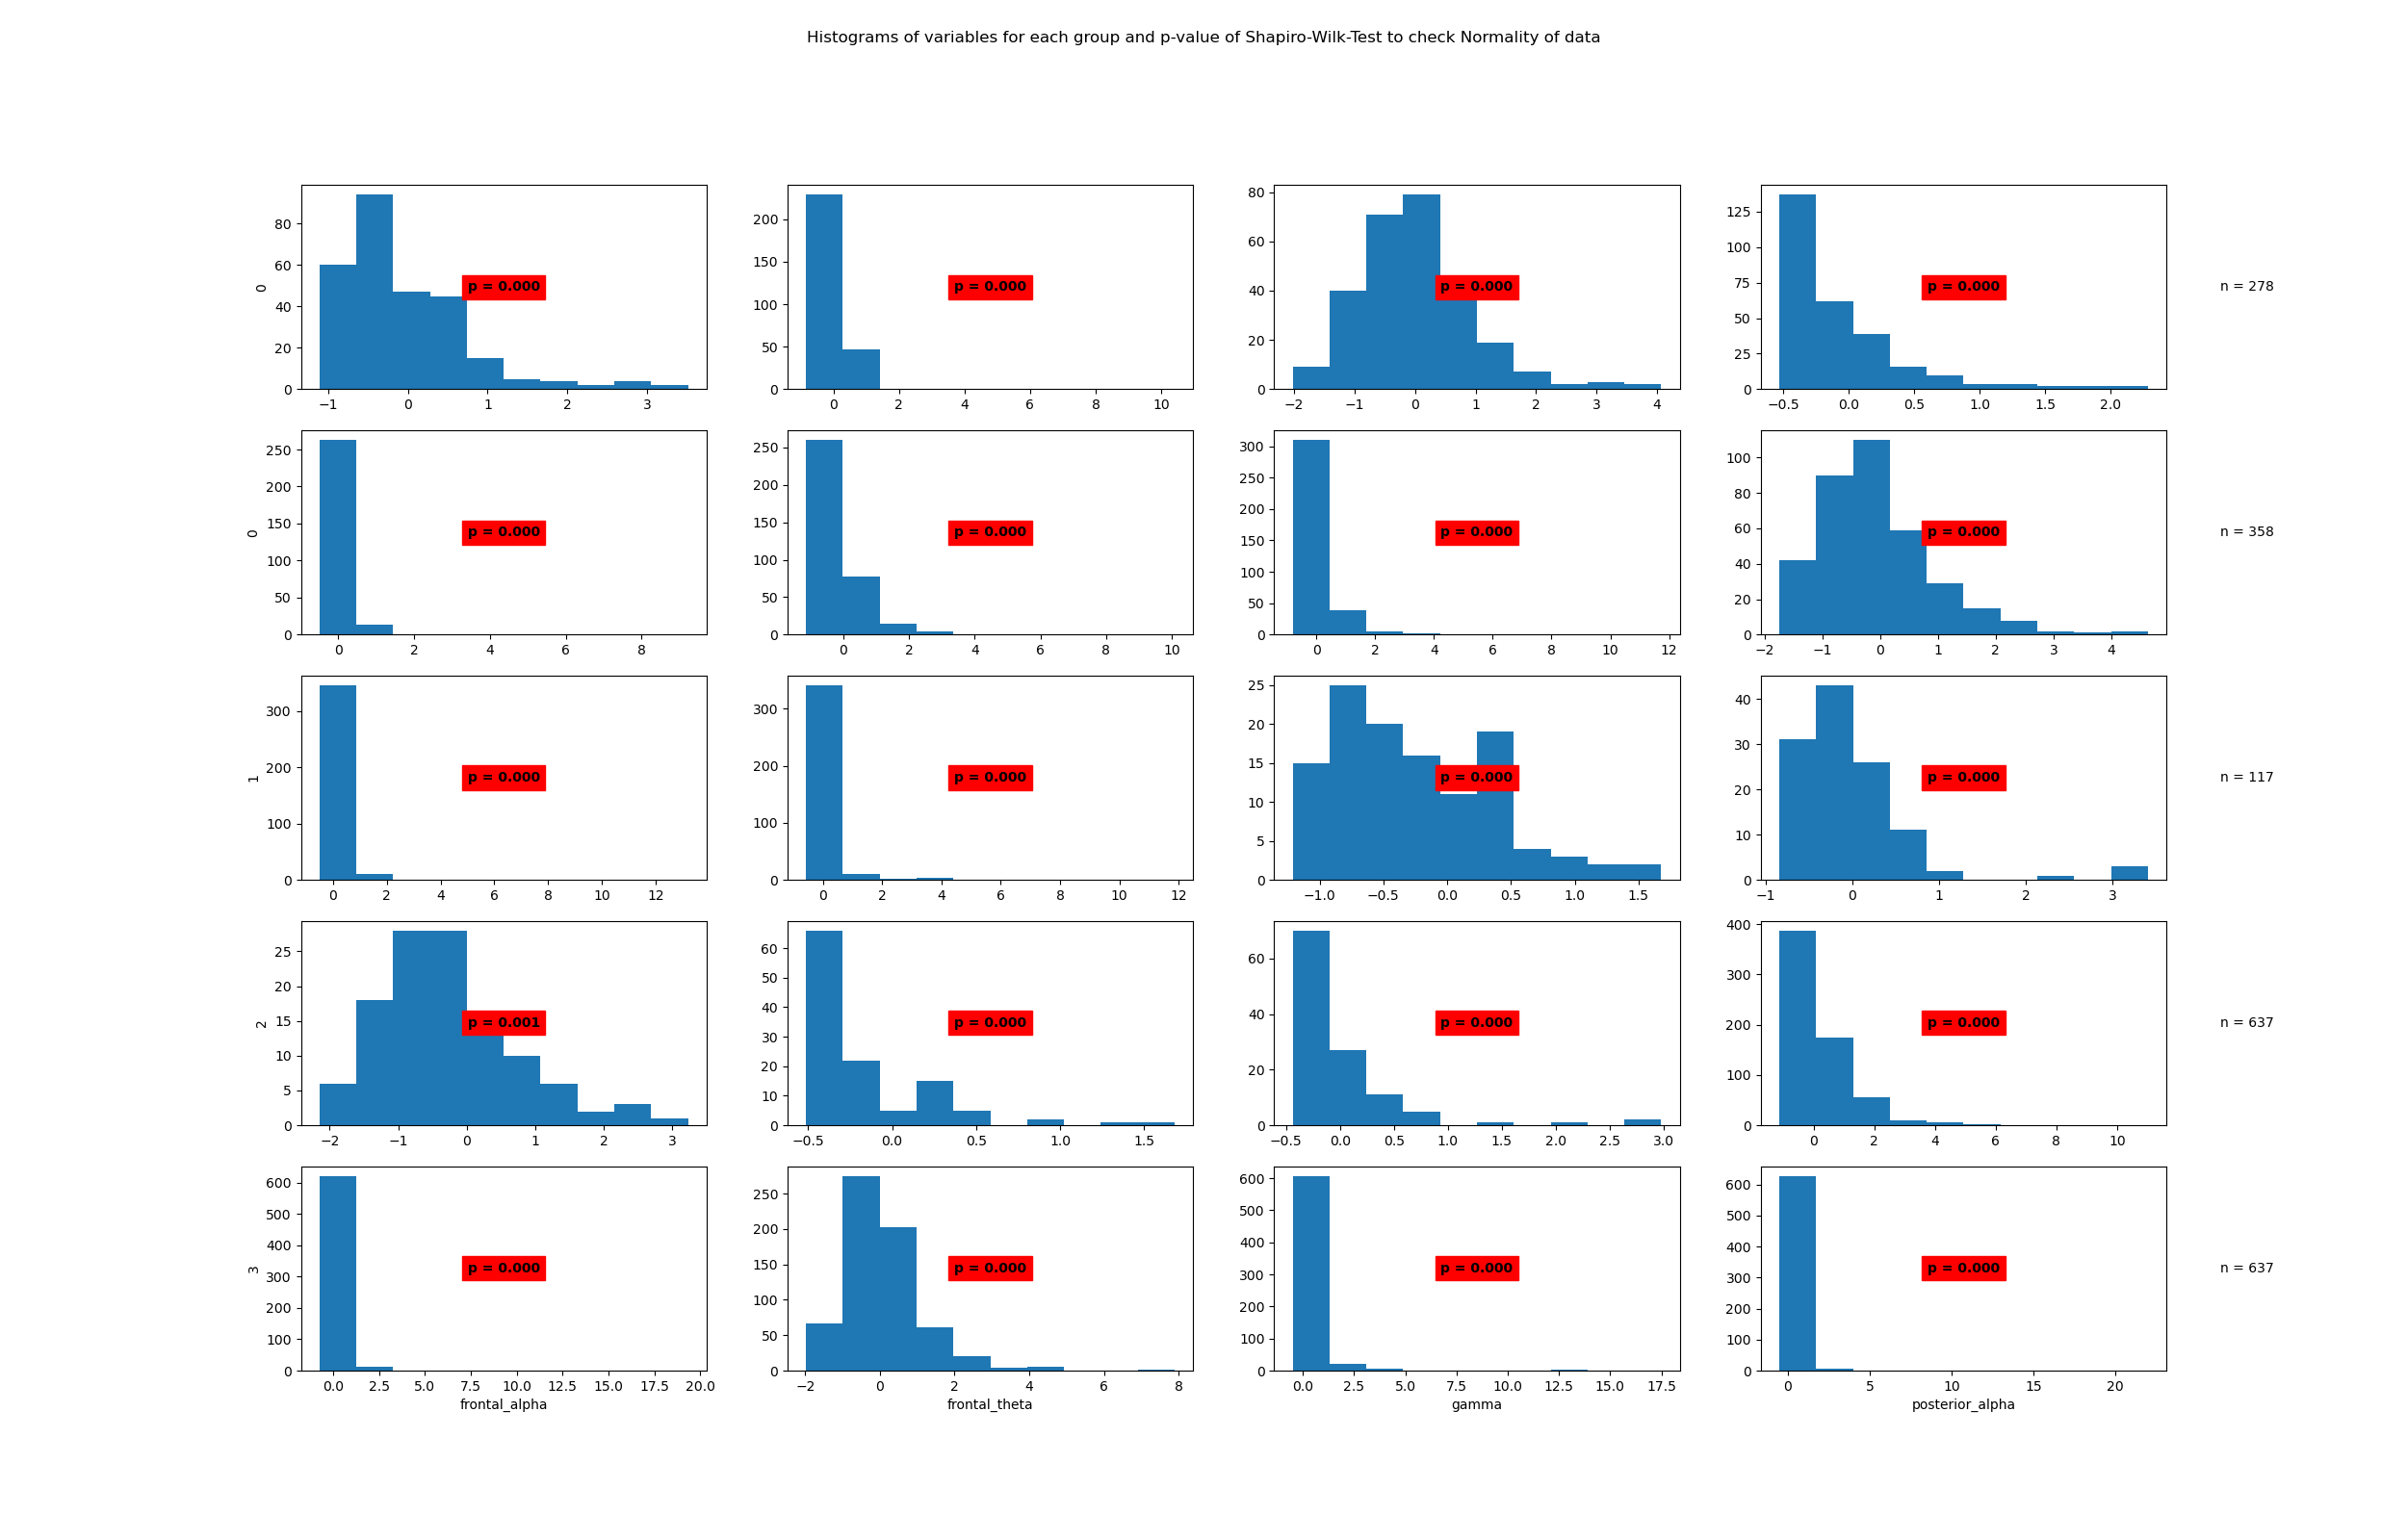 Histograms of variables for each group and p-value of Shapiro-Wilk-Test to check Normality of data
0
80
60
40
20
0
p = 0.000
−1 0 1 2 3
200
150
100
50
0
p = 0.000
0 2 4 6 8 10
80
60
40
20
0
p = 0.000
−2 −1 0 1 2 3 4
125
100
75
50
25
0
p = 0.000
−0.5 0.0 0.5 1.0 1.5 2.0
n = 278
0
250
200
150
100
50
0
p = 0.000
0 2 4 6 8
250
200
150
100
50
0
p = 0.000
0 2 4 6 8 10
300
250
200
150
100
50
0
p = 0.000
0 2 4 6 8 10 12
100
80
60
40
20
0
p = 0.000
−2 −1 0 1 2 3 4
n = 358
1
300
200
100
0
p = 0.000
0 2 4 6 8 10 12
300
200
100
0
p = 0.000
0 2 4 6 8 10 12
25
20
15
10
5
0
p = 0.000
−1.0 −0.5 0.0 0.5 1.0 1.5
40
30
20
10
0
p = 0.000
−1 0 1 2 3
n = 117
2
25
20
15
10
5
0
p = 0.001
−2 −1 0 1 2 3
60
50
40
30
20
10
0
p = 0.000
−0.5 0.0 0.5 1.0 1.5
60
40
20
0
p = 0.000
−0.5 0.0 0.5 1.0 1.5 2.0 2.5 3.0
400
300
200
100
0
p = 0.000
0 2 4 6 8 10
n = 637
3
600
500
400
300
200
100
0
p = 0.000
0.0 2.5 5.0 7.5 10.0 12.5 15.0 17.5 20.0
frontal_alpha
250
200
150
100
50
0
p = 0.000
−2 0 2 4 6 8
frontal_theta
600
500
400
300
200
100
0
p = 0.000
0.0 2.5 5.0 7.5 10.0 12.5 15.0 17.5
gamma
600
500
400
300
200
100
0
p = 0.000
0 5 10 15 20
posterior_alpha
n = 637